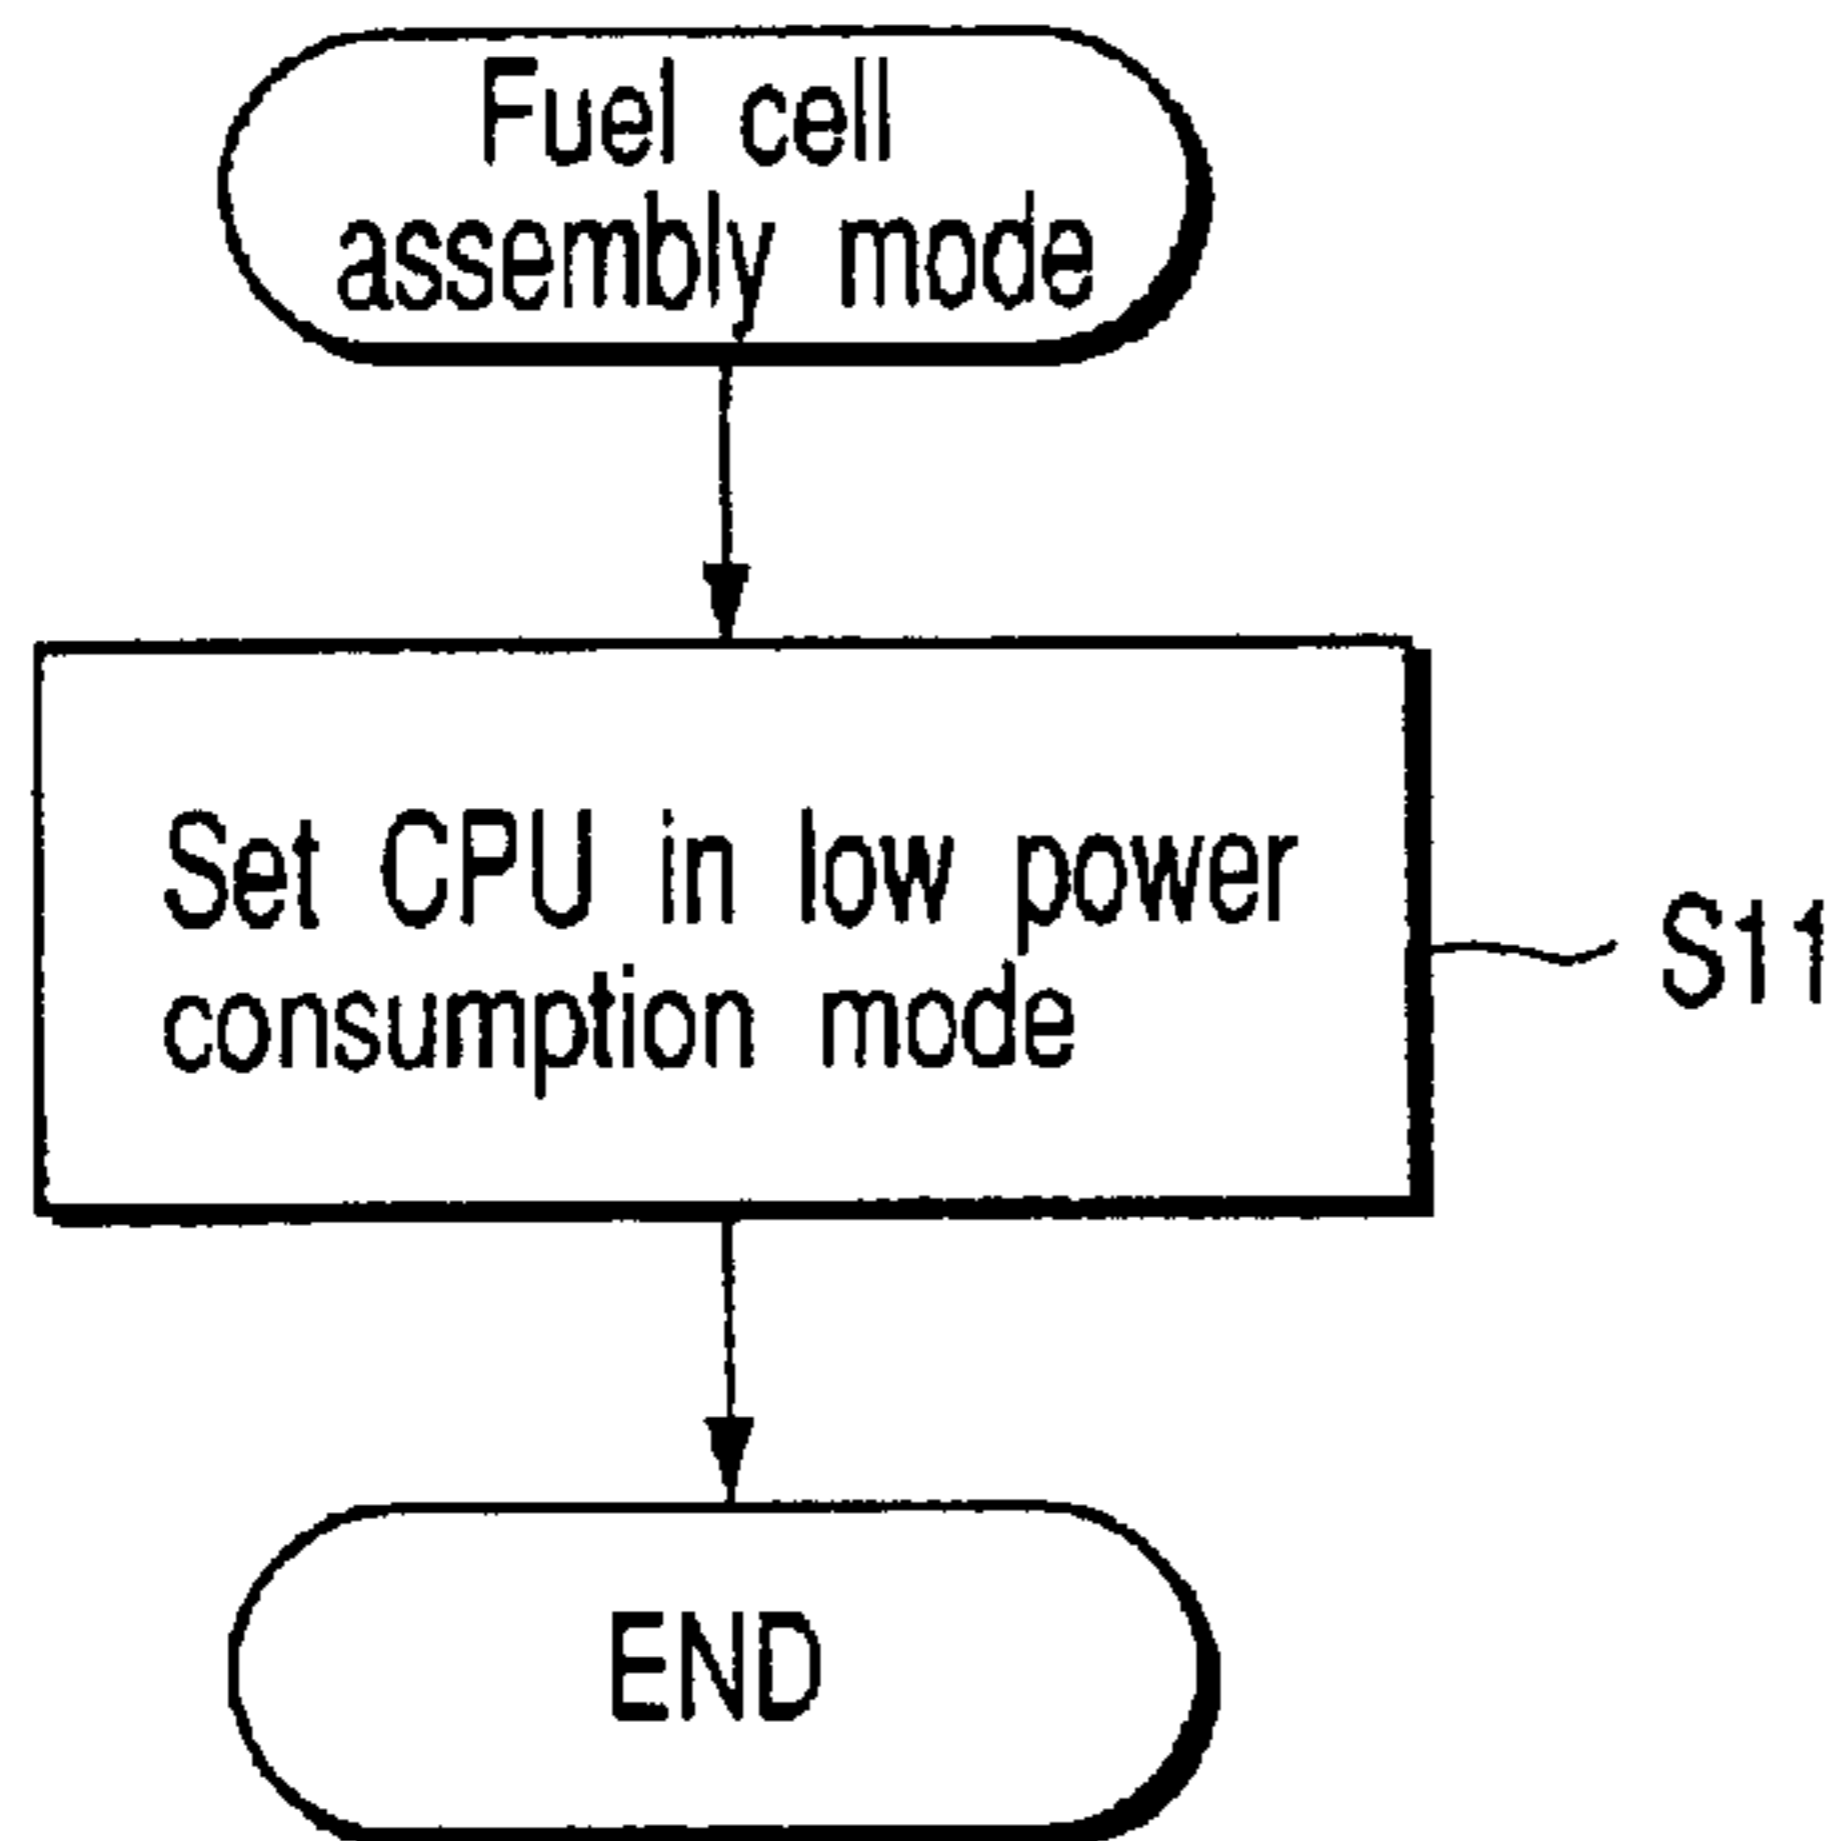 Fuel cell
assembly mode
Set CPU in low power
consumption mode
S11
END